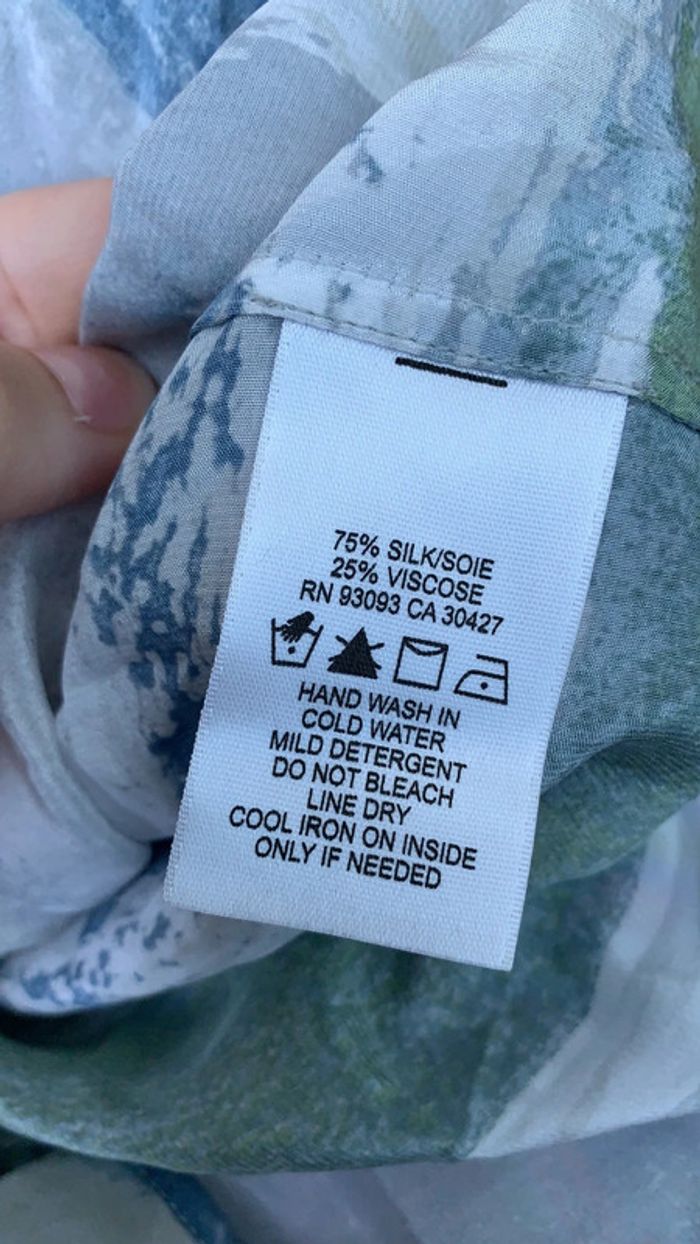 75% SILK/SOIE
25% VISCOSE
RN 93093 CA 30427
HAND WASH IN
COLD WATER
MILD DETERGENT
DO NOT BLEACH
LINE DRY
COOL IRON ON INSIDE
ONLY IF NEEDED